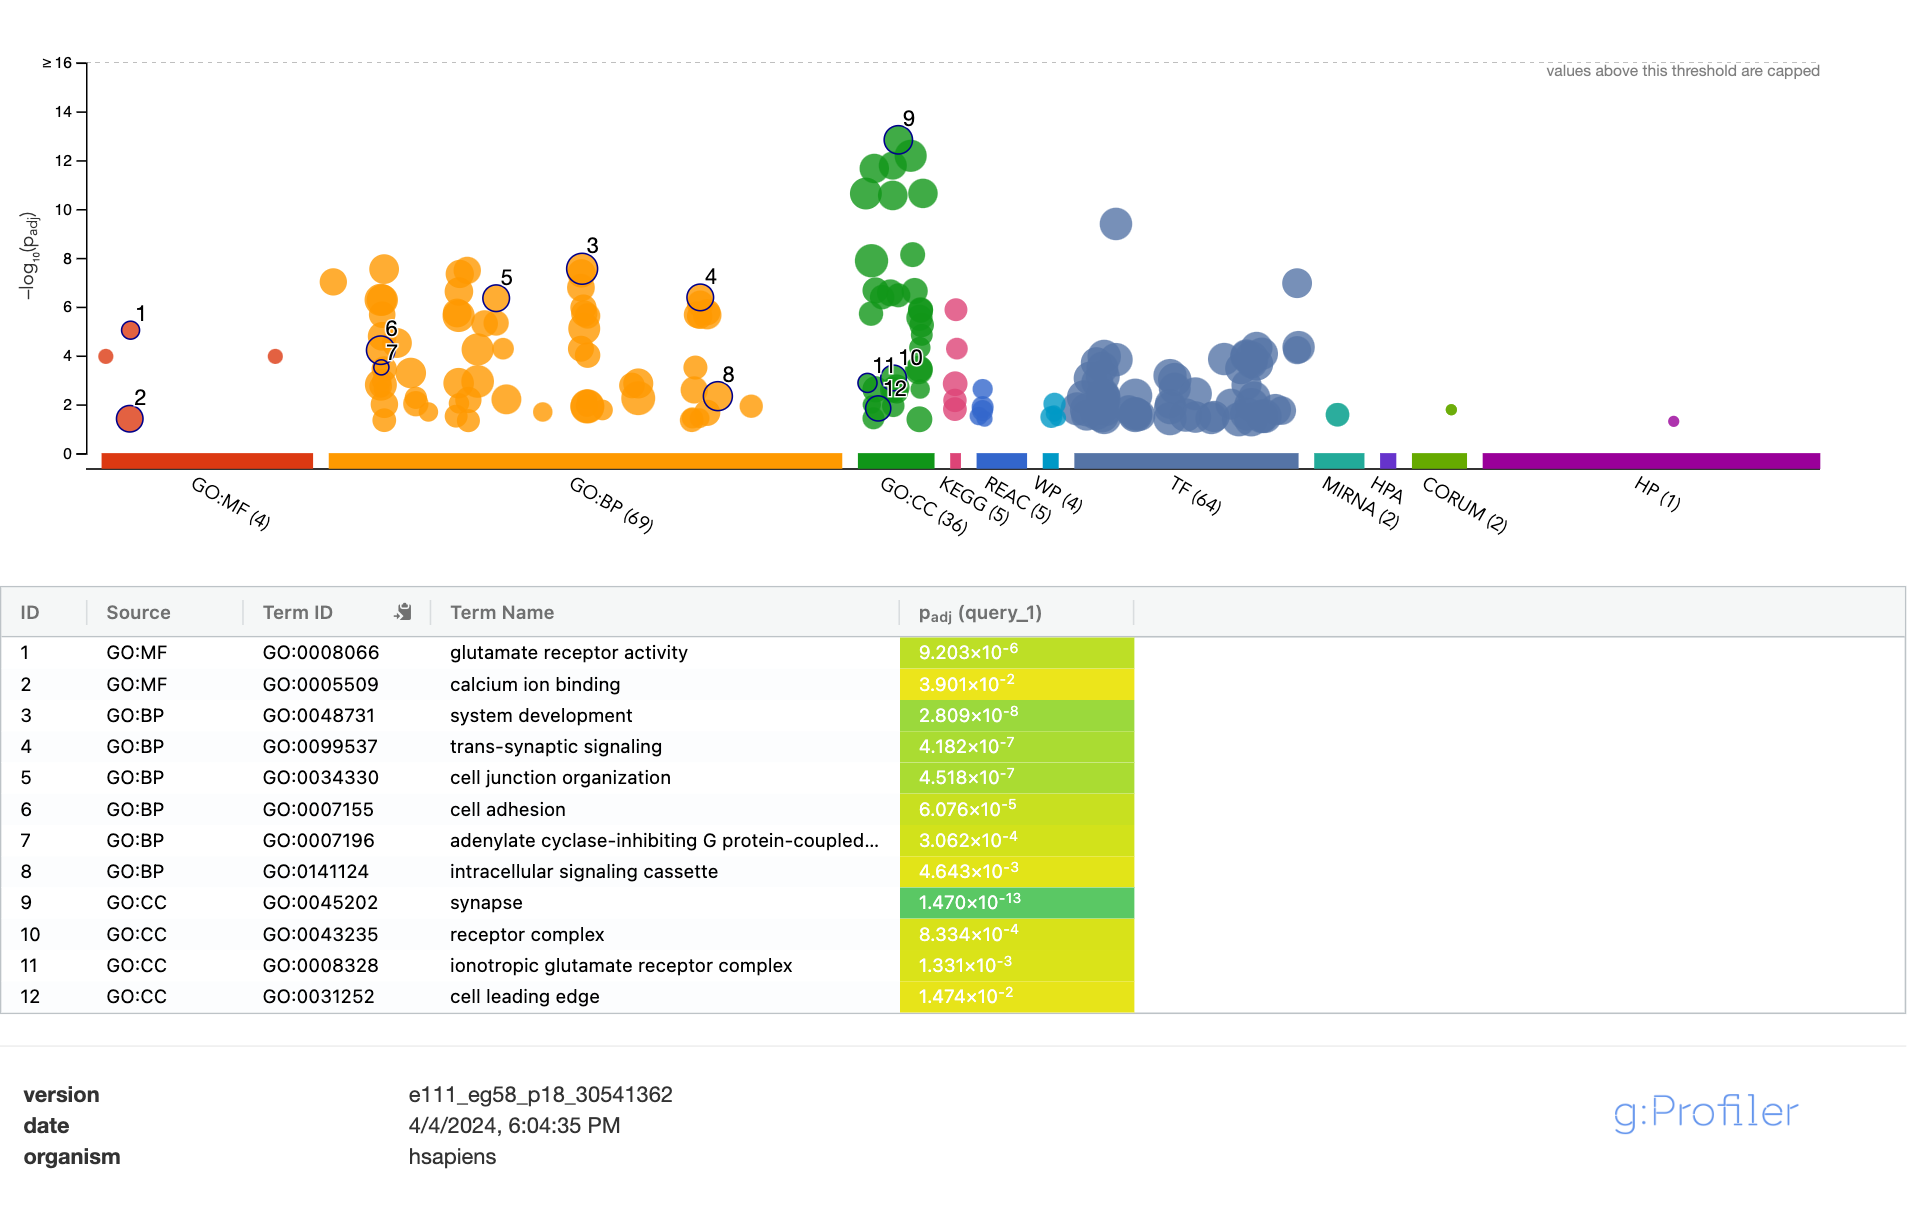 ≥ 16
values above this threshold are capped
14
12
10
8
6
4
2
0
–log10(padj)
1
2
3
4
5
6
7
8
9
10
11
12
GO:MF (4)
GO:BP (69)
GO:CC (36)
KEGG (5)
REAC (5)
WP (4)
TF (64)
MIRNA (2)
HPA
CORUM (2)
HP (1)
ID Source Term ID Term Name padj (query_1)
1 GO:MF GO:0008066 glutamate receptor activity 9.203×10⁻⁶
2 GO:MF GO:0005509 calcium ion binding 3.901×10⁻²
3 GO:BP GO:0048731 system development 2.809×10⁻⁸
4 GO:BP GO:0099537 trans-synaptic signaling 4.182×10⁻⁷
5 GO:BP GO:0034330 cell junction organization 4.518×10⁻⁷
6 GO:BP GO:0007155 cell adhesion 6.076×10⁻⁵
7 GO:BP GO:0007196 adenylate cyclase-inhibiting G protein-coupled... 3.062×10⁻⁴
8 GO:BP GO:0141124 intracellular signaling cassette 4.643×10⁻³
9 GO:CC GO:0045202 synapse 1.470×10⁻¹³
10 GO:CC GO:0043235 receptor complex 8.334×10⁻⁴
11 GO:CC GO:0008328 ionotropic glutamate receptor complex 1.331×10⁻³
12 GO:CC GO:0031252 cell leading edge 1.474×10⁻²
version e111_eg58_p18_30541362
date 4/4/2024, 6:04:35 PM
organism hsapiens
g:Profiler